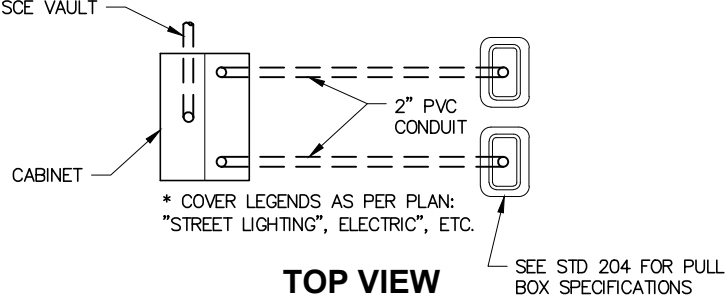 SCE VAULT
2" PVC
CONDUIT
CABINET
* COVER LEGENDS AS PER PLAN:
"STREET LIGHTING", ELECTRIC", ETC.
SEE STD 204 FOR PULL
BOX SPECIFICATIONS
TOP VIEW